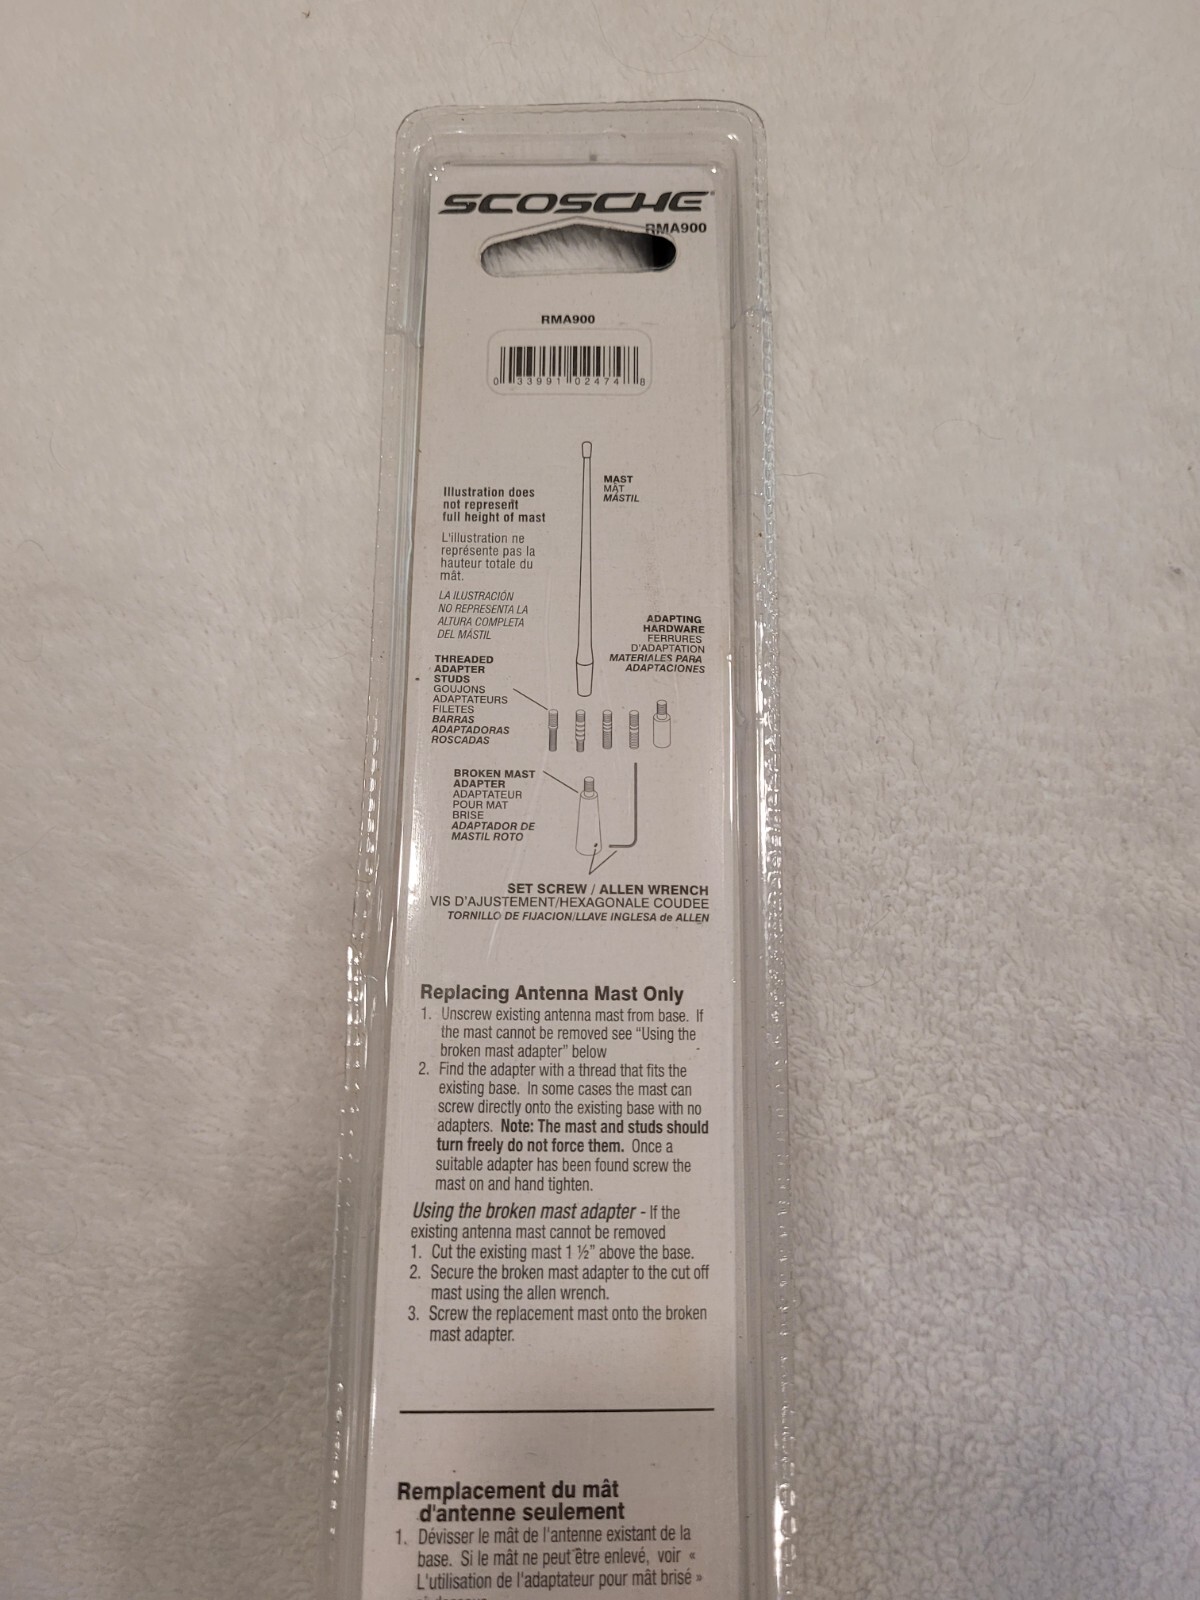 SCOSCHE
RMA900
RMA900
0 33991 02474 8
MAST
MÂT
MÁSTIL
Illustration does
not represent
full height of mast
L'illustration ne
représente pas la
hauteur totale du
mât.
LA ILUSTRACIÓN
NO REPRESENTA LA
ALTURA COMPLETA
DEL MÁSTIL
ADAPTING
HARDWARE
FERRURES
D'ADAPTATION
MATERIALES PARA
ADAPTACIONES
THREADED
ADAPTER
STUDS
GOUJONS
ADAPTATEURS
FILETES
BARRAS
ADAPTADORAS
ROSCADAS
BROKEN MAST
ADAPTER
ADAPTATEUR
POUR MAT
BRISE
ADAPTADOR DE
MASTIL ROTO
SET SCREW / ALLEN WRENCH
VIS D'AJUSTEMENT/HEXAGONALE COUDEE
TORNILLO DE FIJACION/LLAVE INGLESA de ALLEN
Replacing Antenna Mast Only
1. Unscrew existing antenna mast from base. If
the mast cannot be removed see “Using the
broken mast adapter” below
2. Find the adapter with a thread that fits the
existing base. In some cases the mast can
screw directly onto the existing base with no
adapters. Note: The mast and studs should
turn freely do not force them. Once a
suitable adapter has been found screw the
mast on and hand tighten.
Using the broken mast adapter - If the
existing antenna mast cannot be removed
1. Cut the existing mast 1 ½” above the base.
2. Secure the broken mast adapter to the cut off
mast using the allen wrench.
3. Screw the replacement mast onto the broken
mast adapter.
Remplacement du mât
d'antenne seulement
1. Dévisser le mât de l'antenne existant de la
base. Si le mât ne peut être enlevé, voir «
L'utilisation de l'adaptateur pour mât brisé »